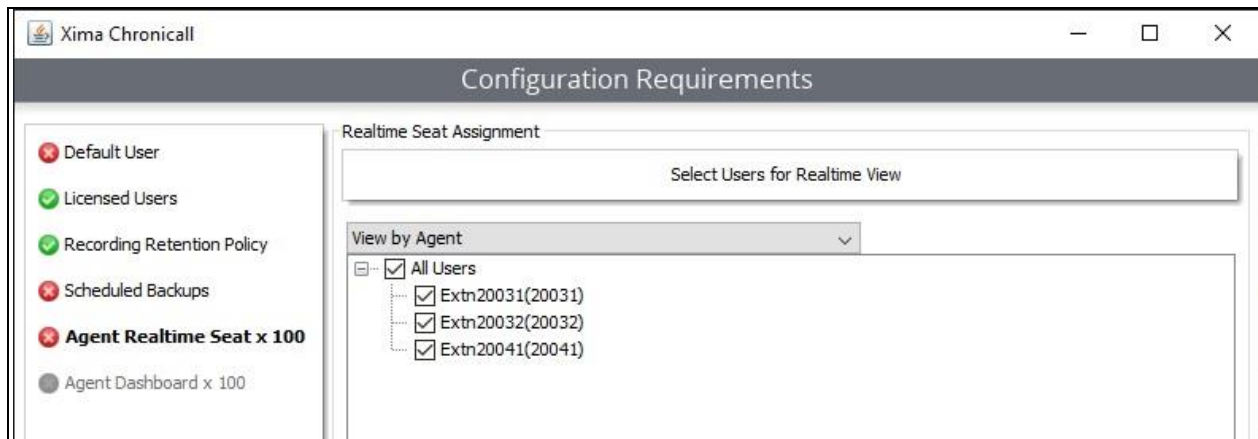 Xima Chronicall
Configuration Requirements
Default User
Licensed Users
Recording Retention Policy
Scheduled Backups
Agent Realtime Seat x 100
Agent Dashboard x 100
Realtime Seat Assignment
Select Users for Realtime View
View by Agent
All Users
Extn20031(20031)
Extn20032(20032)
Extn20041(20041)